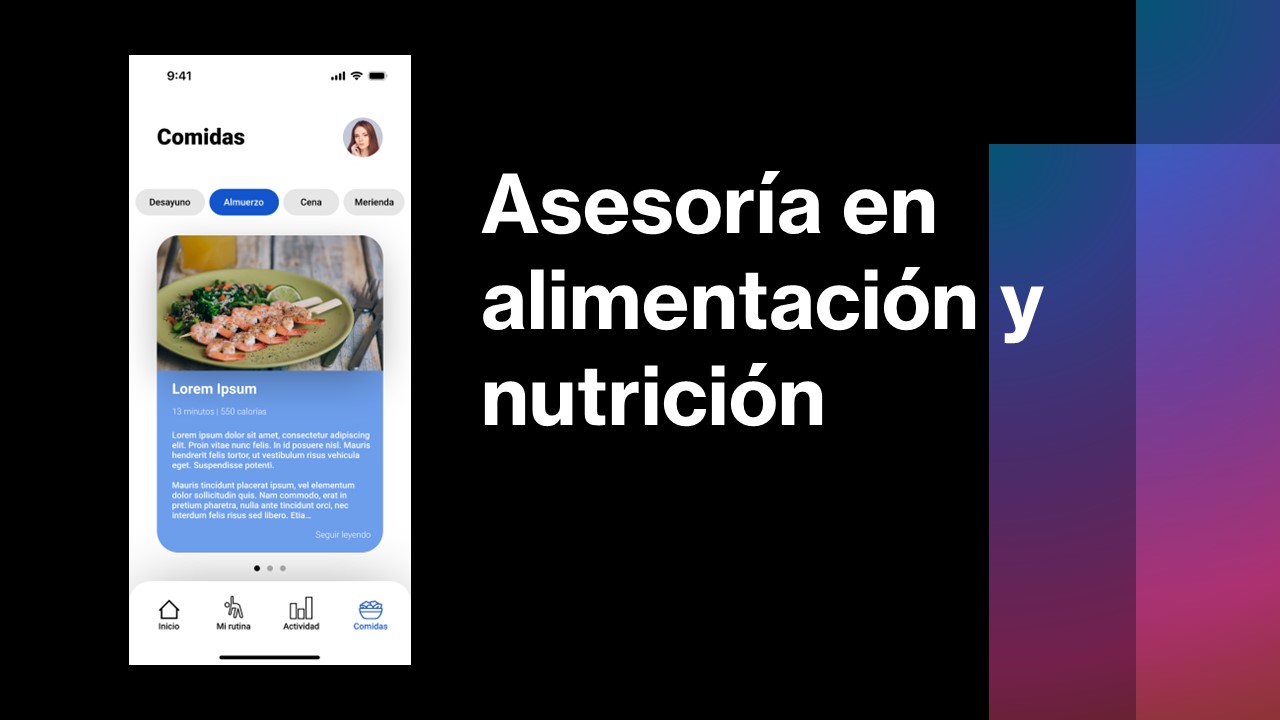 9:41
Comidas
Desayuno
Almuerzo
Cena
Merienda
Lorem Ipsum
13 minutos | 550 calorías
Lorem ipsum dolor sit amet, consectetur adipiscing
elit. Proin vitae nunc felis. In id posuere nisl. Mauris
hendrerit felis tortor, ut vestibulum risus vehicula
eget. Suspendisse potenti.
Mauris tincidunt placerat ipsum, vel elementum
dolor sollicitudin quis. Nam commodo, erat in
pretium pharetra, nulla ante tincidunt orci, nec
interdum felis risus sed libero. Etia...
Seguir leyendo
Inicio
Mi rutina
Actividad
Comidas
Asesoría en
alimentación y
nutrición